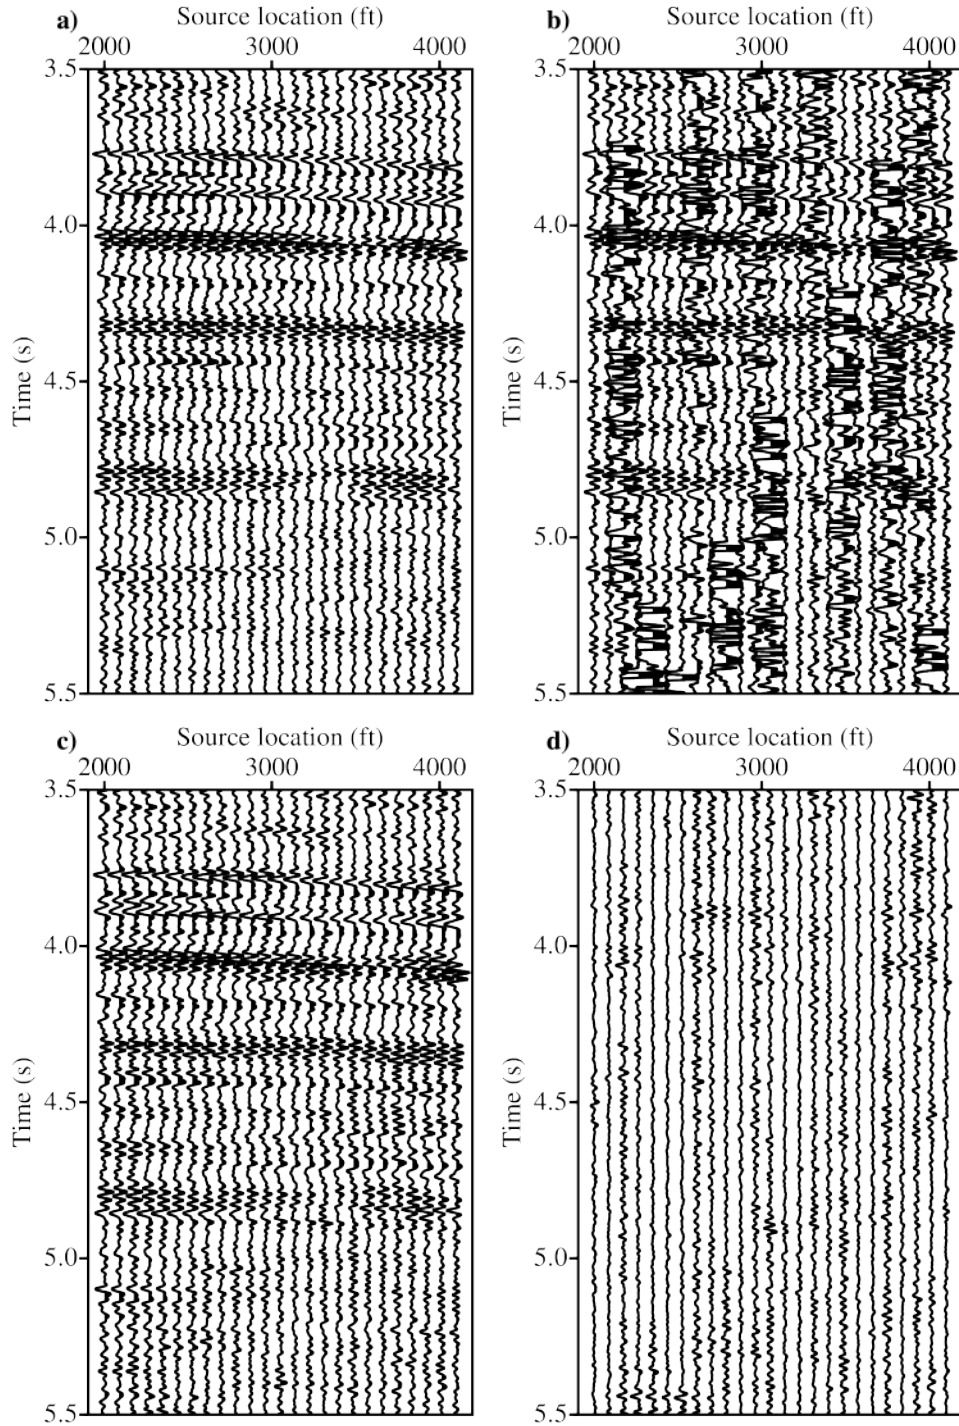 a) Source location (ft)
2000 3000 4000
3.5
4.0
4.5
5.0
5.5
Time (s)
b) Source location (ft)
2000 3000 4000
3.5
4.0
4.5
5.0
5.5
Time (s)
c) Source location (ft)
2000 3000 4000
3.5
4.0
4.5
5.0
5.5
Time (s)
d) Source location (ft)
2000 3000 4000
3.5
4.0
4.5
5.0
5.5
Time (s)